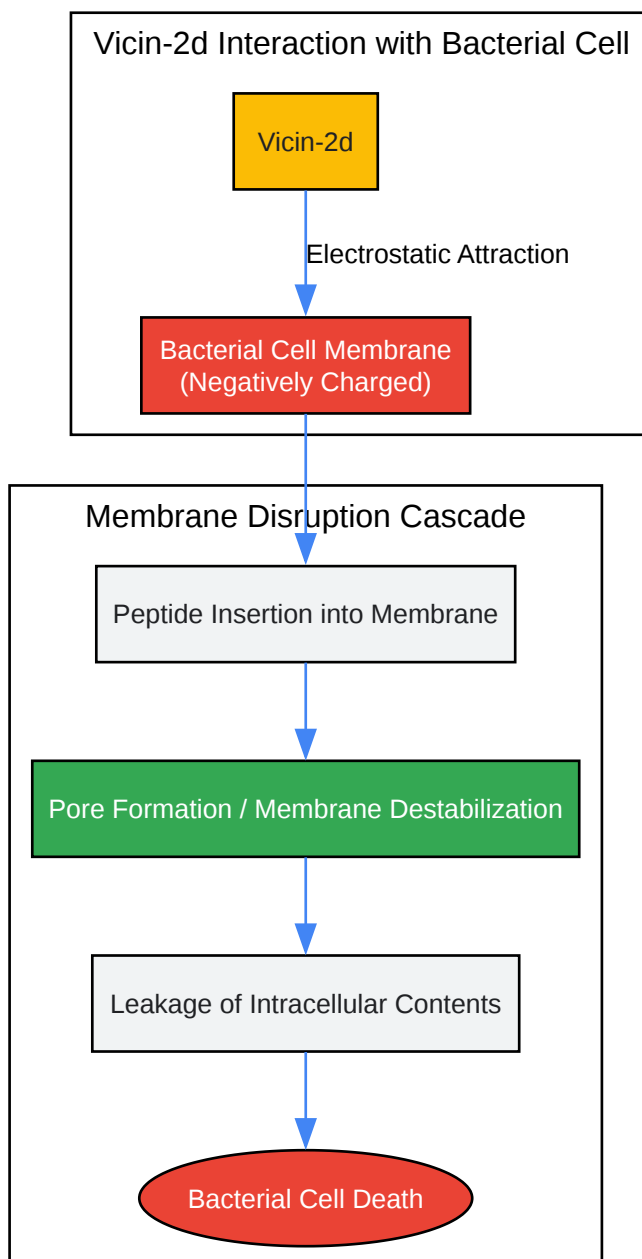 Vicin-2d Interaction with Bacterial Cell
Vicin-2d
Electrostatic Attraction
Bacterial Cell Membrane
(Negatively Charged)
Membrane Disruption Cascade
Peptide Insertion into Membrane
Pore Formation / Membrane Destabilization
Leakage of Intracellular Contents
Bacterial Cell Death